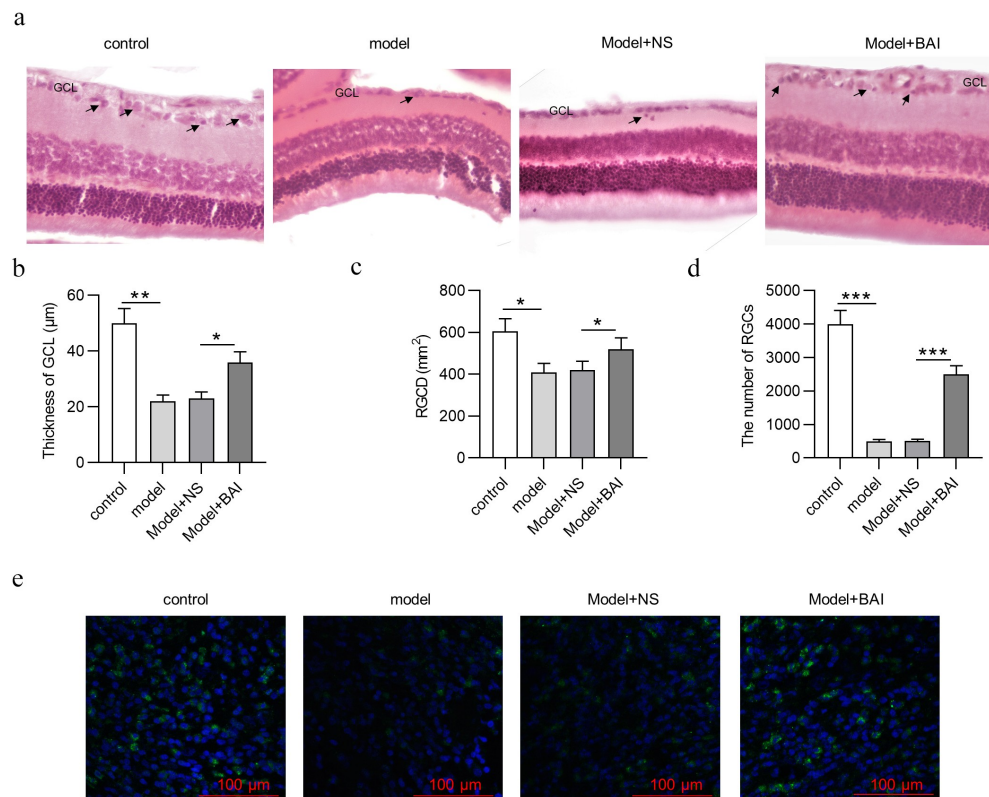 a
control
model
Model+NS
Model+BAI
GCL
GCL
GCL
GCL
b
Thickness of GCL (μm)
60
40
20
0
**
*
control
model
Model+NS
Model+BAI
c
RGCD (mm²)
800
600
400
200
0
*
*
control
model
Model+NS
Model+BAI
d
The number of RGCs
5000
4000
3000
2000
1000
0
***
***
control
model
Model+NS
Model+BAI
e
control
model
Model+NS
Model+BAI
100 μm
100 μm
100 μm
100 μm